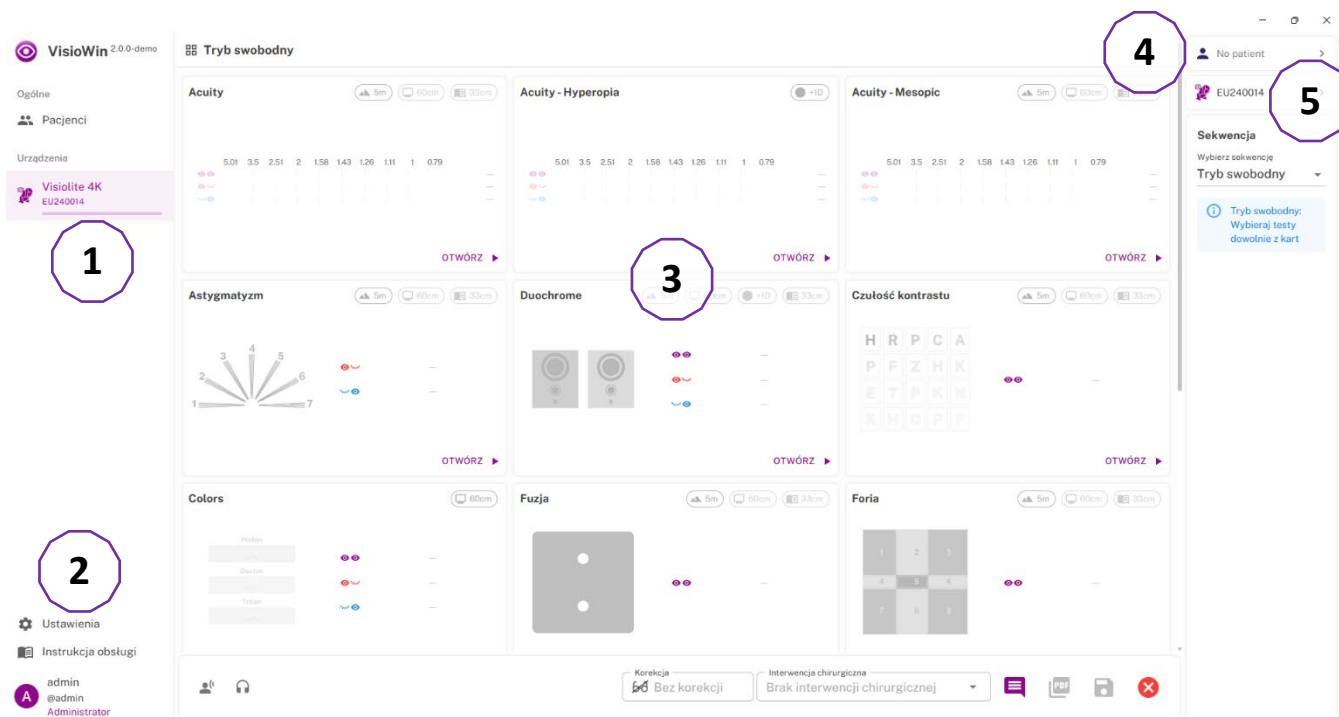 VisioWin 2.0.0-demo
Ogólne
Pacjenci
Urządzenia
Visiolite 4K
EU240014
1
2
Ustawienia
Instrukcja obsługi
A
admin
@admin
Administrator
Tryb swobodny
Acuity
5m 60cm 33cm
5.01 3.5 2.51 2 1.58 1.43 1.26 1.11 1 0.79
OTWÓRZ
Acuity - Hyperopia
+1D
5.01 3.5 2.51 2 1.58 1.43 1.26 1.11 1 0.79
OTWÓRZ
Acuity - Mesopic
5m 60cm
5.01 3.5 2.51 2 1.58 1.43 1.26 1.11 1 0.79
OTWÓRZ
3
Astygmatyzm
5m 60cm 33cm
1 2 3 4 5 6 7
OTWÓRZ
Duochrome
+1D 33cm
OTWÓRZ
Czułość kontrastu
5m 60cm 33cm
H R P C A
P F Z H K
E T P K N
K H C P F
OTWÓRZ
Colors
60cm
Protan
Deutan
Tritan
Fuzja
5m 60cm 33cm
Foria
5m 60cm 33cm
1 2 3
4 5 6
7 8 9
Korekcja
Bez korekcji
Interwencja chirurgiczna
Brak interwencji chirurgicznej
PDF
4
No patient
EU240014
5
Sekwencja
Wybierz sekwencję
Tryb swobodny
Tryb swobodny:
Wybieraj testy
dowolnie z kart